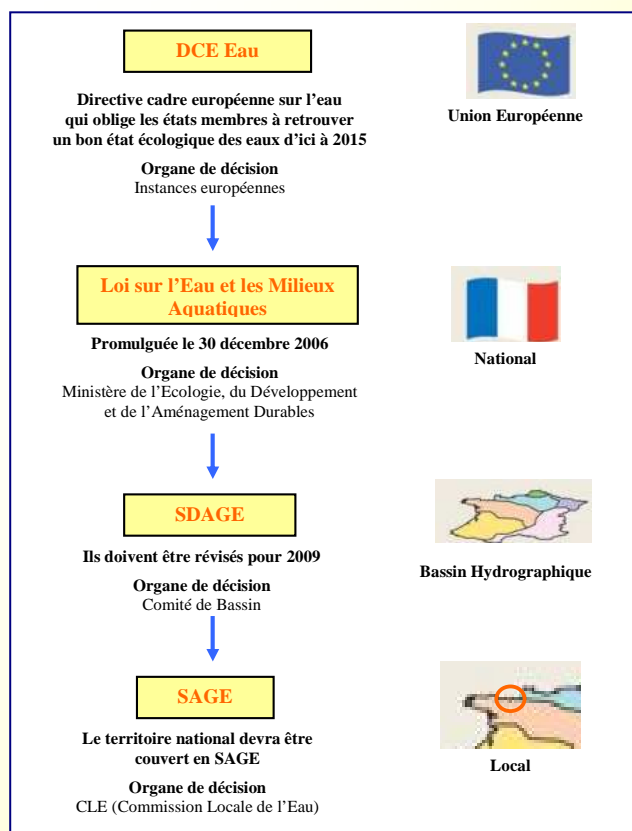 DCE Eau
Directive cadre européenne sur l'eau
qui oblige les états membres à retrouver
un bon état écologique des eaux d'ici à 2015
Organe de décision
Instances européennes
Union Européenne
Loi sur l'Eau et les Milieux
Aquatiques
Promulguée le 30 décembre 2006
Organe de décision
Ministère de l'Ecologie, du Développement
et de l'Aménagement Durables
National
SDAGE
Ils doivent être révisés pour 2009
Organe de décision
Comité de Bassin
Bassin Hydrographique
SAGE
Le territoire national devra être
couvert en SAGE
Organe de décision
CLE (Commission Locale de l'Eau)
Local